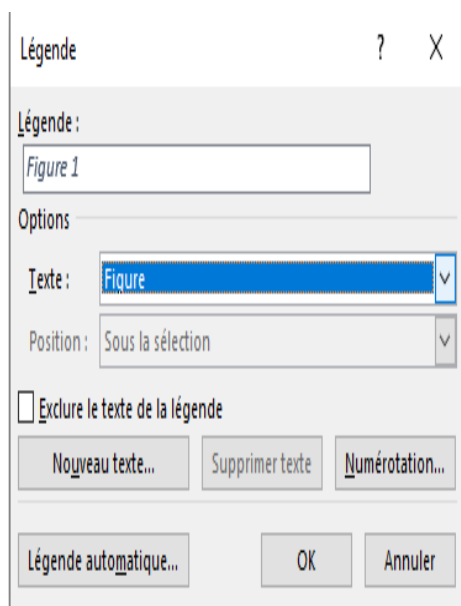 Légende ? X
Légende :
Figure 1
Options
Texte : Figure
Position : Sous la sélection
Exclure le texte de la légende
Nouveau texte... Supprimer texte Numérotation...
Légende automatique... OK Annuler